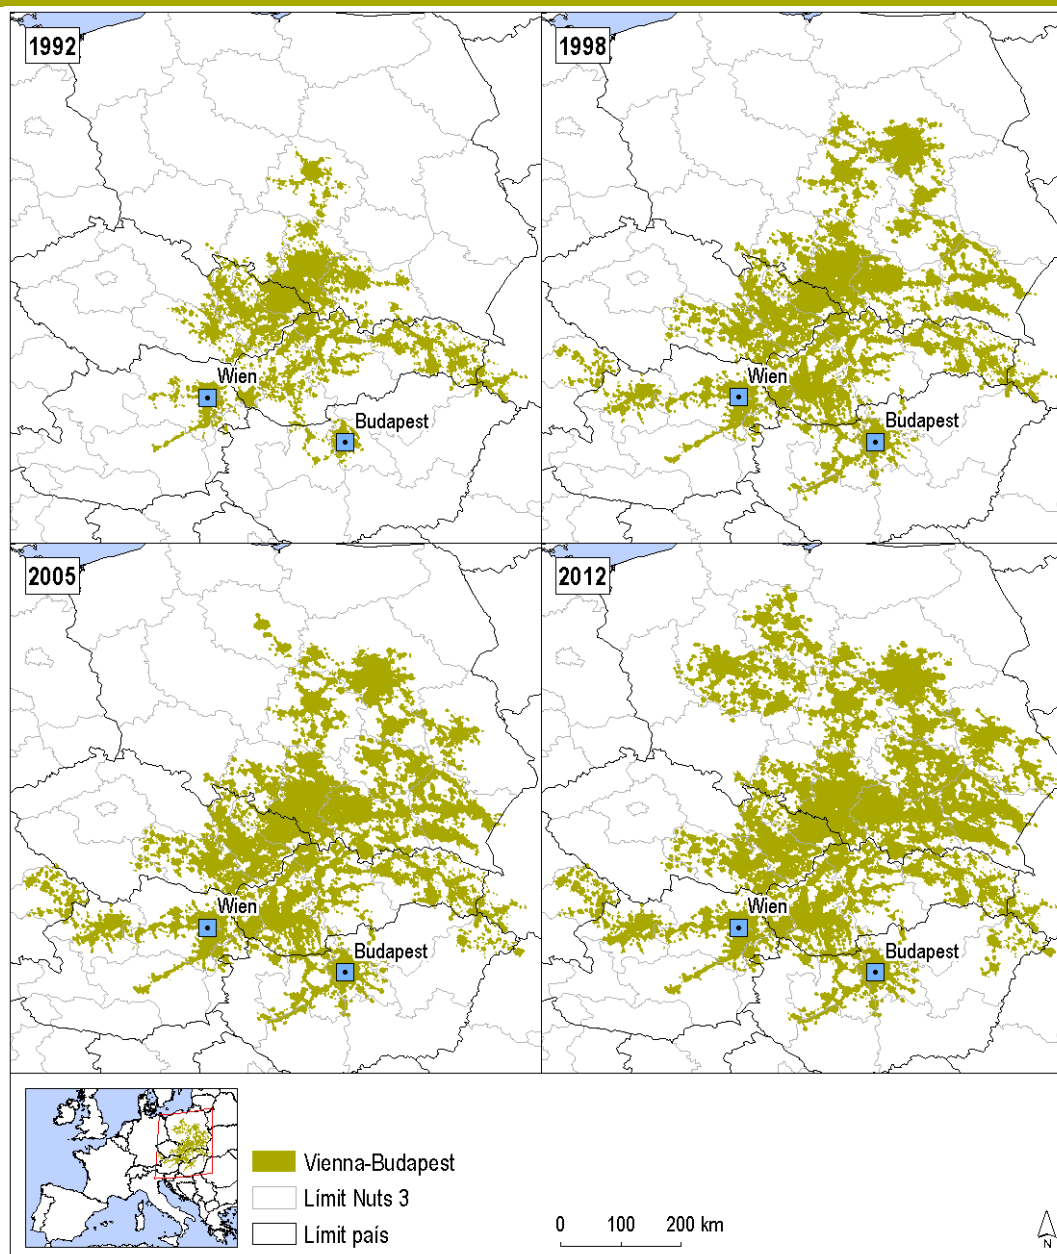 1992
1998
Wien
Budapest
Wien
Budapest
2005
2012
Wien
Budapest
Wien
Budapest
Vienna-Budapest
Límit Nuts 3
Límit país
0 100 200 km
N